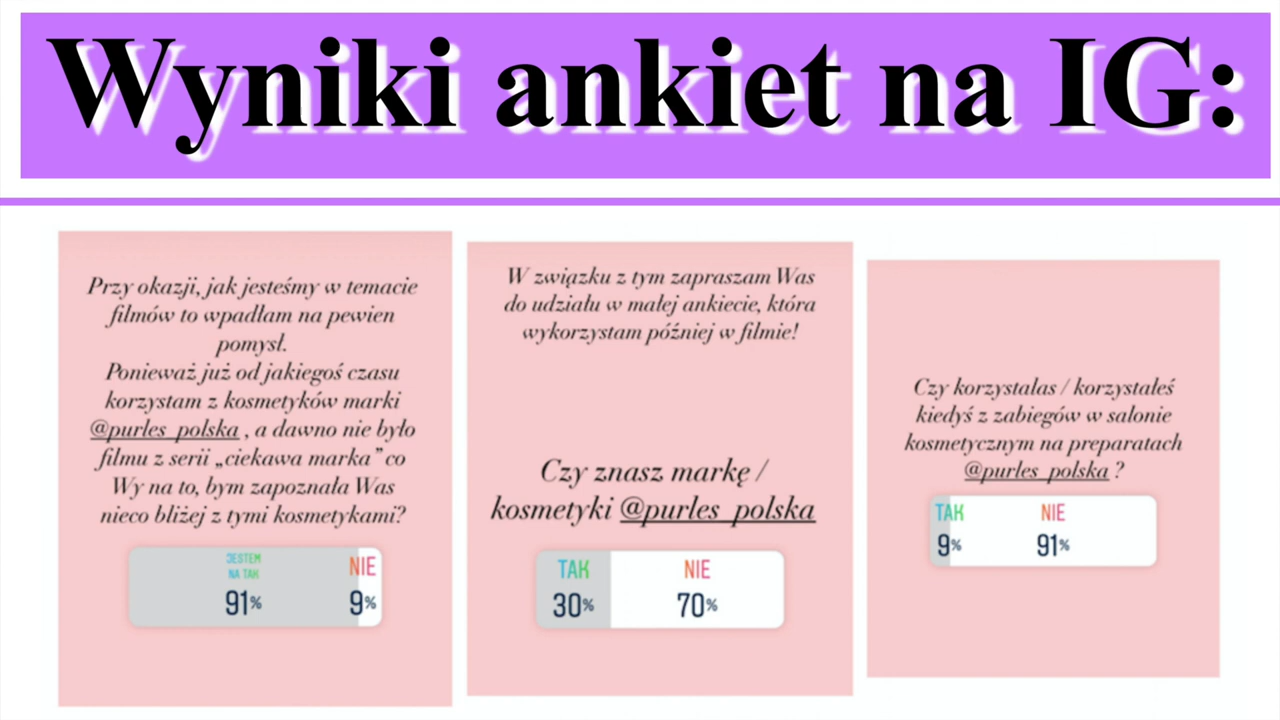 Wyniki ankiet na IG:
Przy okazji, jak jesteśmy w temacie
filmów to wpadłam na pewien
pomysł.
Ponieważ już od jakiegoś czasu
korzystam z kosmetyków marki
@purles_polska , a dawno nie było
filmu z serii „ciekawa marka” co
Wy na to, bym zapoznała Was
nieco bliżej z tymi kosmetykami?
JESTEM
NA TAK
NIE
91%
9%
W związku z tym zapraszam Was
do udziału w małej ankiecie, która
wykorzystam później w filmie!
Czy znasz markę /
kosmetyki @purles_polska
TAK
NIE
30%
70%
Czy korzystalas / korzystałeś
kiedyś z zabiegów w salonie
kosmetycznym na preparatach
@purles_polska ?
TAK
NIE
9%
91%